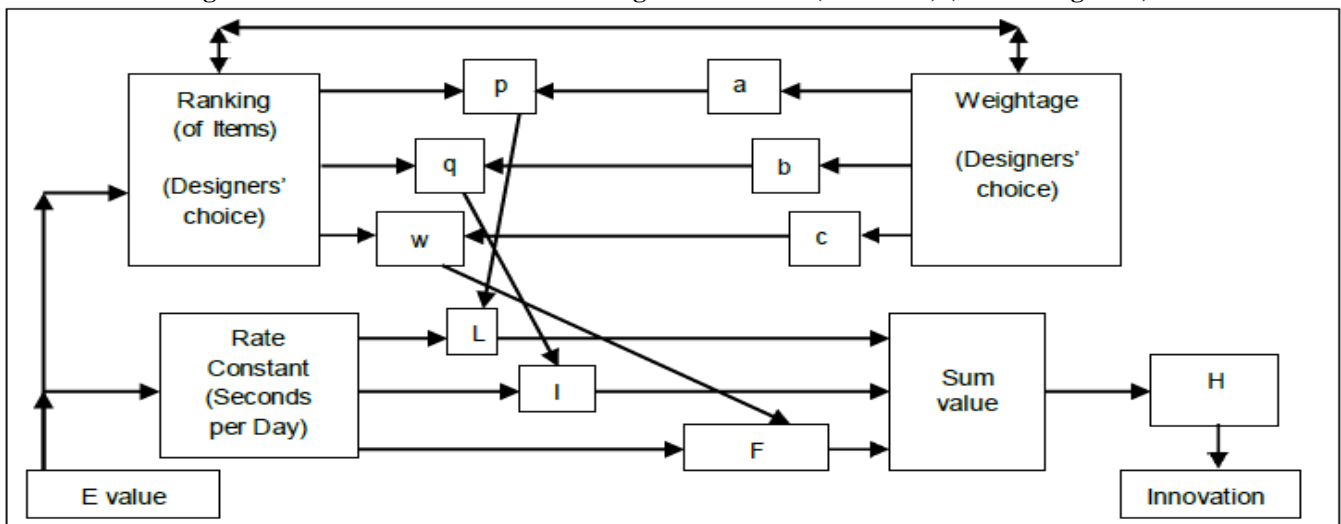 Ranking
(of Items)
(Designers'
choice)
p
a
Weightage
(Designers'
choice)
q
b
w
c
Rate
Constant
(Seconds
per Day)
L
I
F
Sum
value
H
E value
Innovation